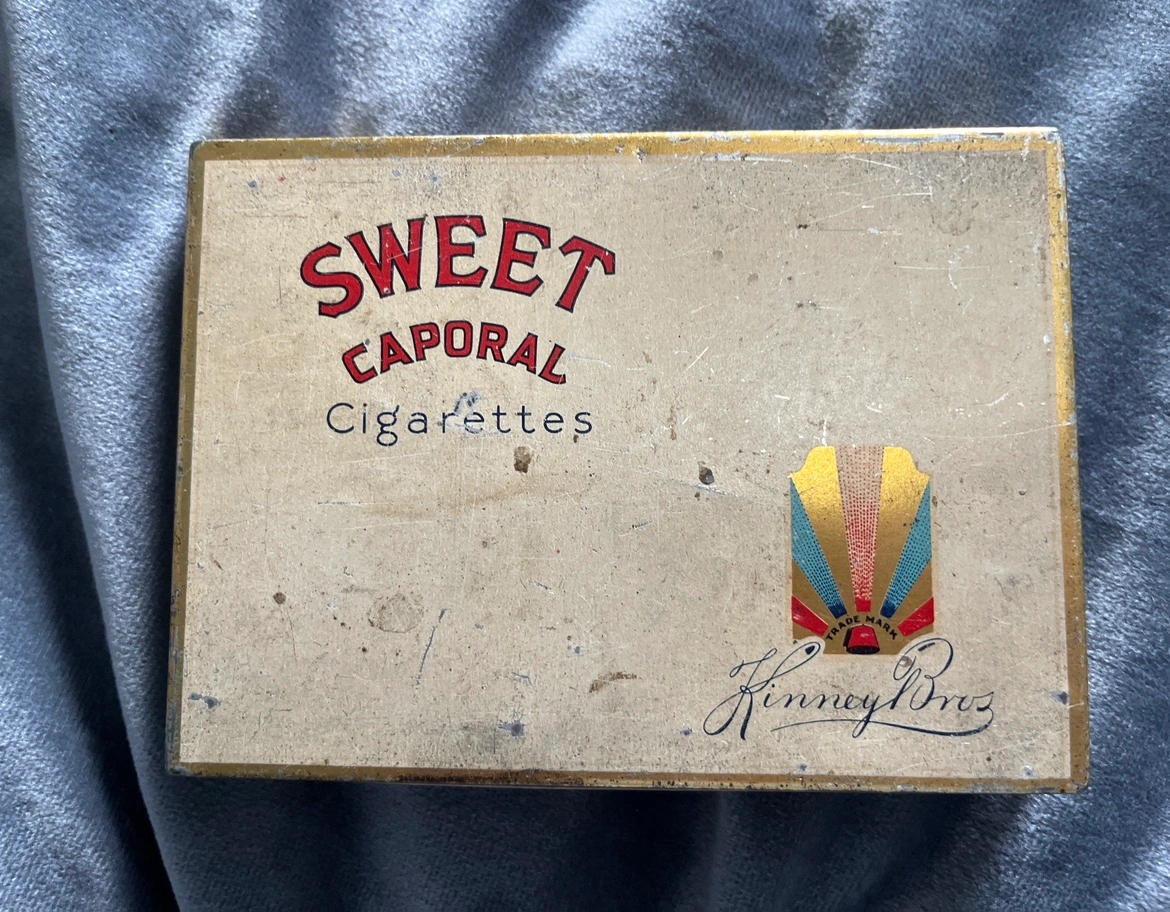 SWEET
CAPORAL
Cigarettes
TRADE MARK
Kinney Bros